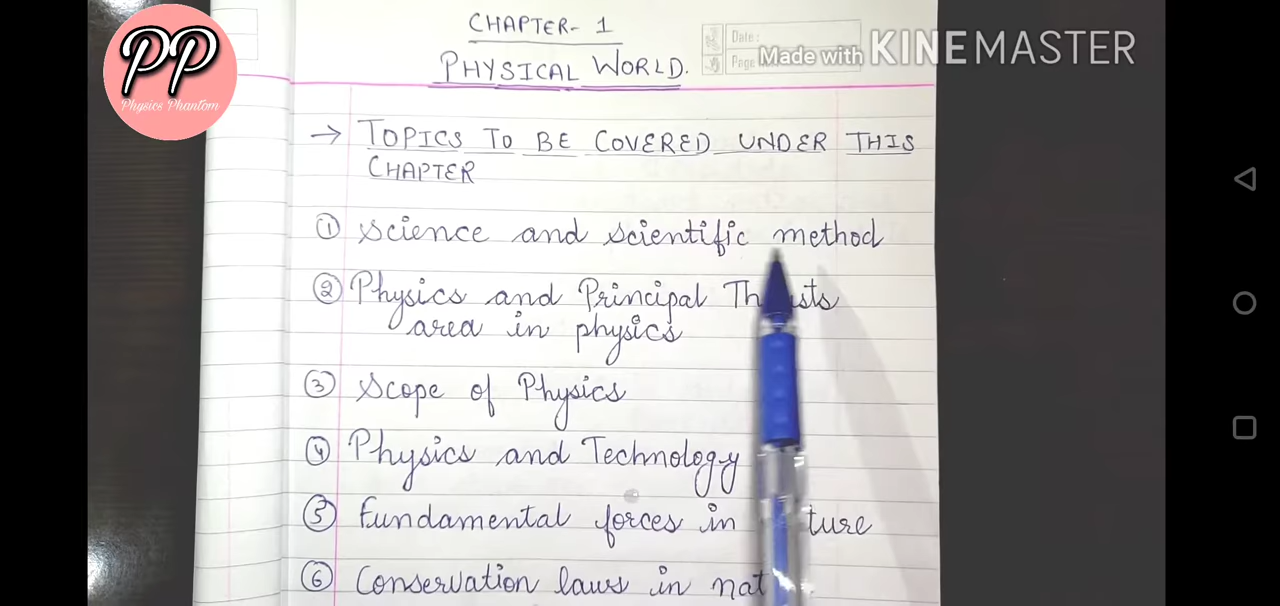 PP
Physics Phantom
CHAPTER- 1
PHYSICAL WORLD.
Date :
Page
Made with KINEMASTER
→ TOPICS TO BE COVERED UNDER THIS
CHAPTER
① Science and scientific method
② Physics and Principal
area in physics
③ Scope of Physics
④ Physics and Technology
⑤ Fundamental forces in
⑥ Conservation laws in